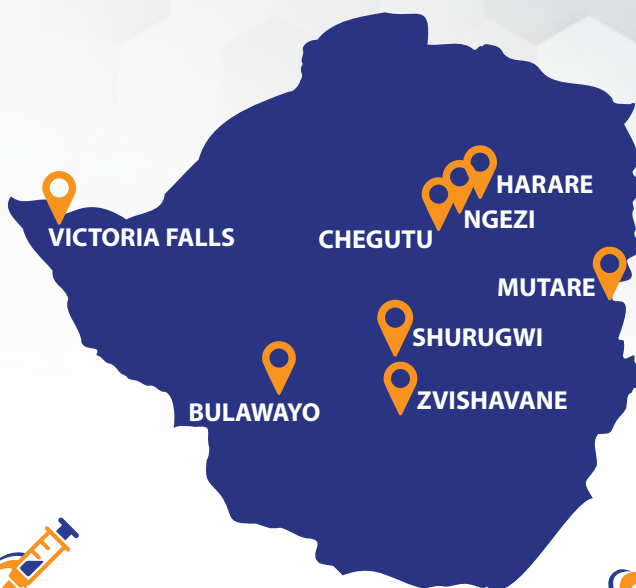 HARARE
NGEZI
CHEGUTU
VICTORIA FALLS
MUTARE
SHURUGWI
ZVISHAVANE
BULAWAYO